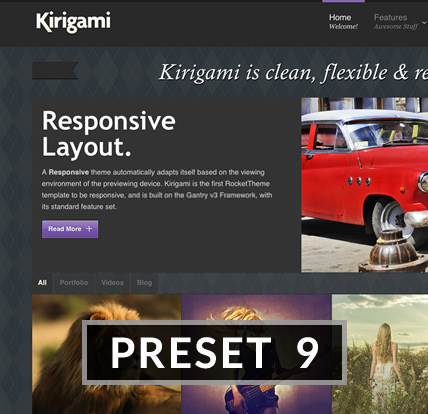 Kirigami
Home
Welcome!
Features
Awesome Stuff
Kirigami is clean, flexible & re
Responsive
Layout.
A Responsive theme automatically adapts itself based on the viewing
environment of the previewing device. Kirigami is the first RocketTheme
template to be responsive, and is built on the Gantry v3 Framework, with
its standard feature set.
Read More +
All Portfolio Videos Blog
PRESET 9